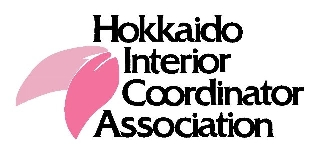 Hokkaido
Interior
Coordinator
Association